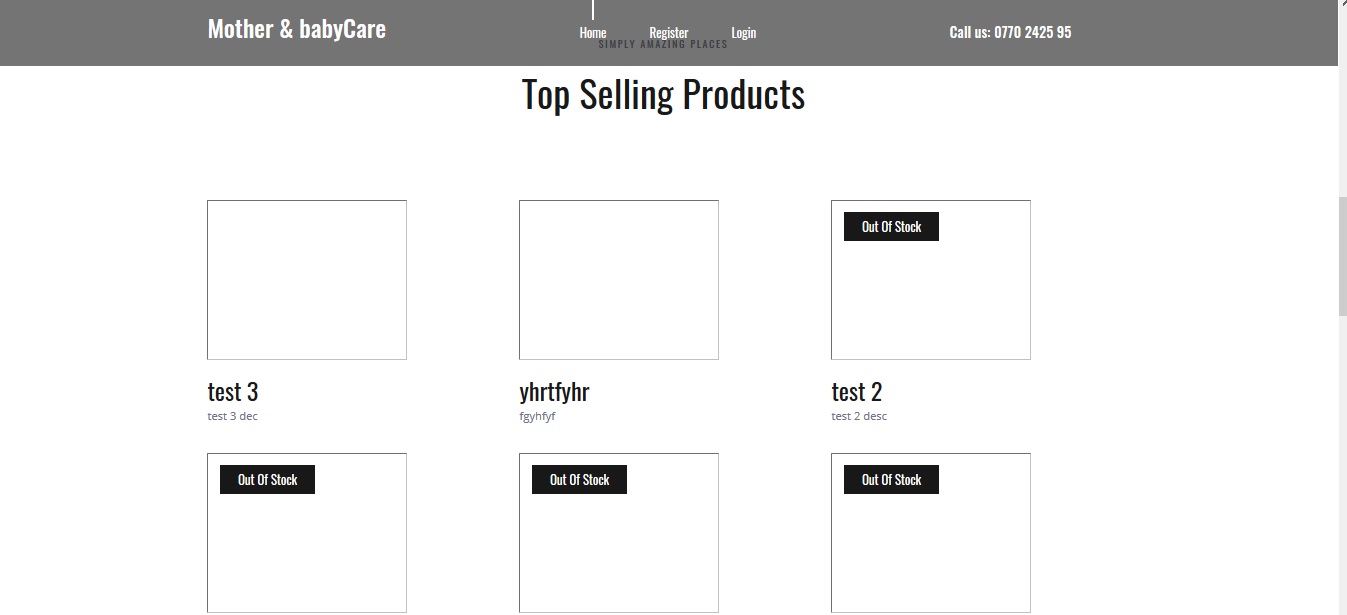 Mother & babyCare
Home Register Login
Call us: 0770 2425 95
SIMPLY AMAZING PLACES
Top Selling Products
Out Of Stock
test 3
test 3 dec
yhrtfyhr
fgyhfyf
test 2
test 2 desc
Out Of Stock
Out Of Stock
Out Of Stock